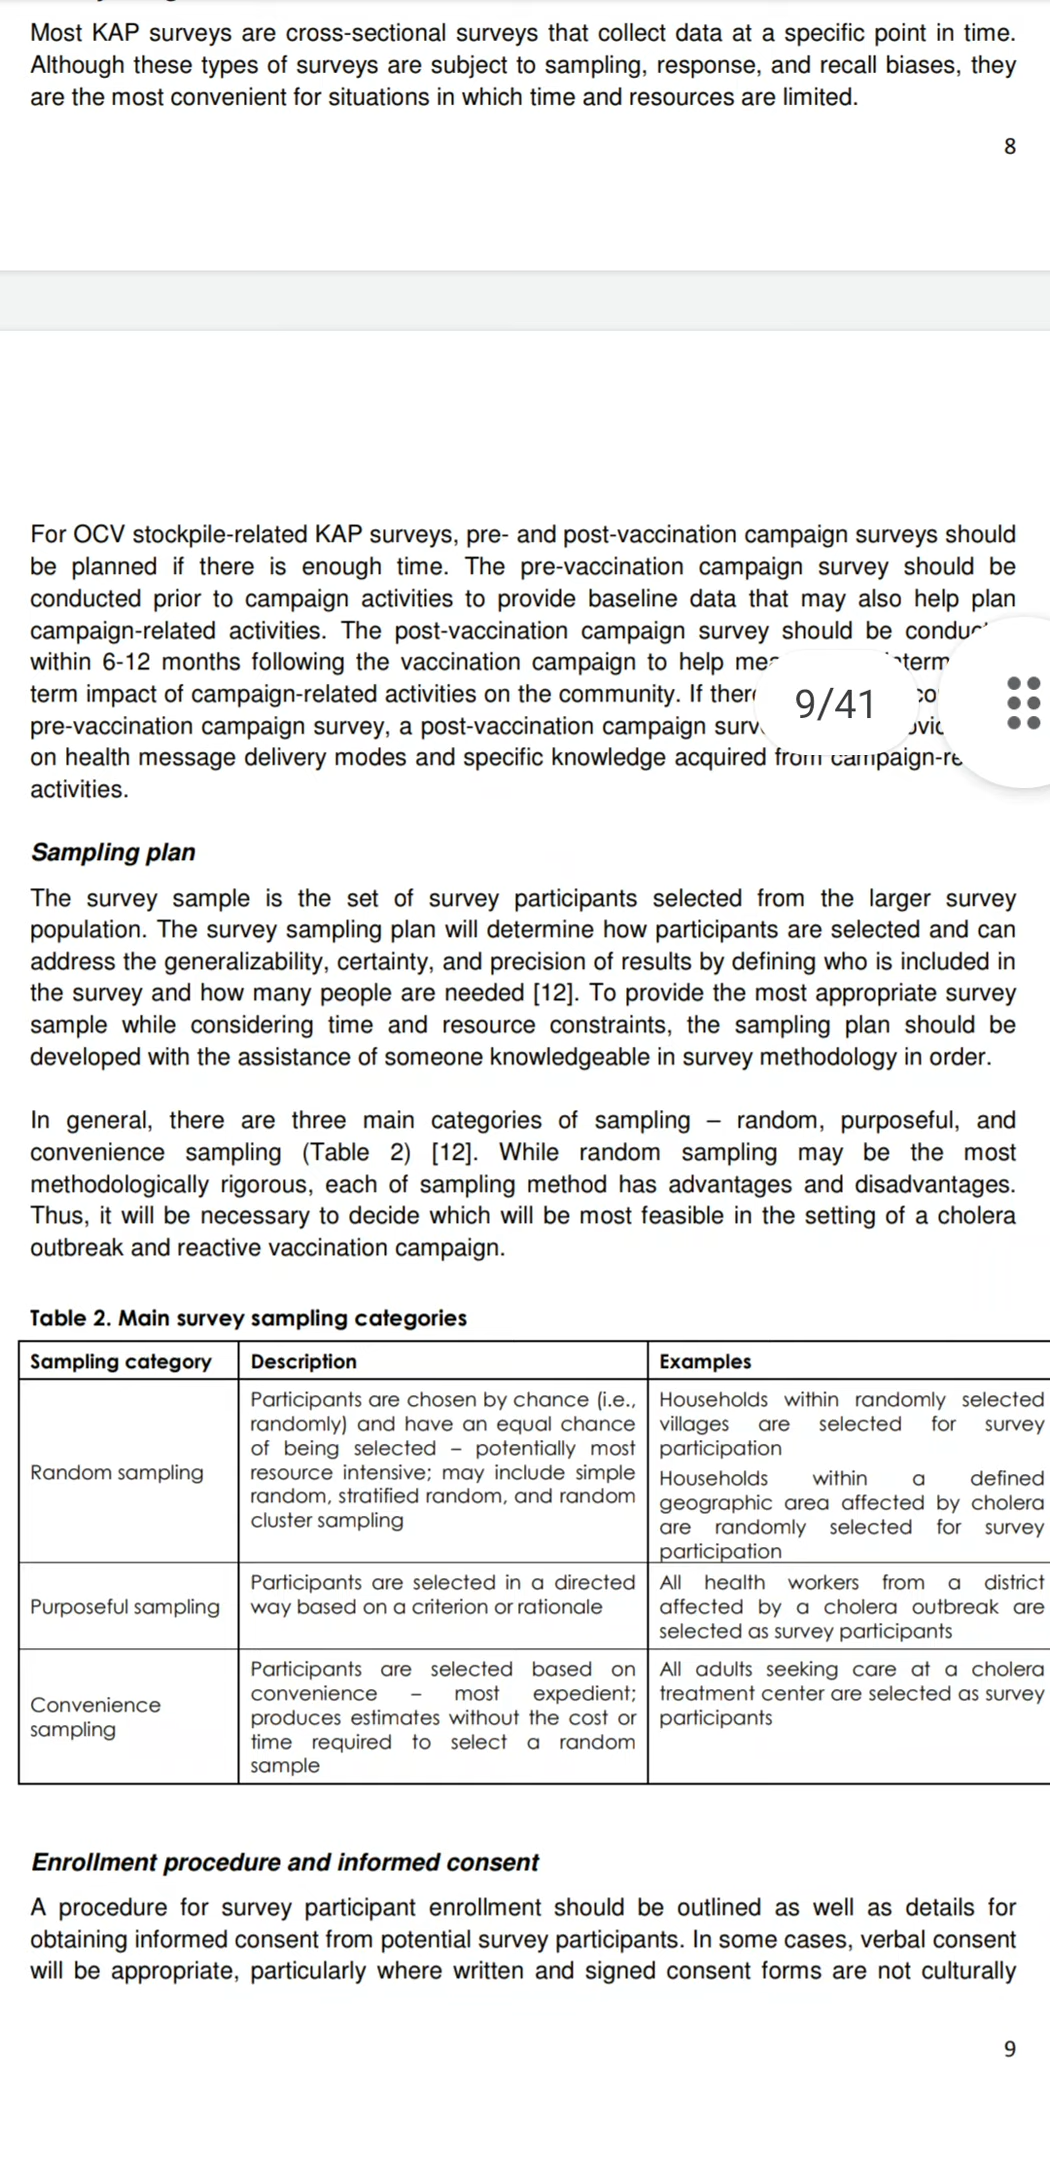 Most KAP surveys are cross-sectional surveys that collect data at a specific point in time.
Although these types of surveys are subject to sampling, response, and recall biases, they
are the most convenient for situations in which time and resources are limited.
8
For OCV stockpile-related KAP surveys, pre- and post-vaccination campaign surveys should
be planned if there is enough time. The pre-vaccination campaign survey should be
conducted prior to campaign activities to provide baseline data that may also help plan
campaign-related activities. The post-vaccination campaign survey should be
within 6-12 months following the vaccination campaign to help
term impact of campaign-related activities on the community. If
9/41
pre-vaccination campaign survey, a post-vaccination campaign
on health message delivery modes and specific knowledge acquired from
activities.
Sampling plan
The survey sample is the set of survey participants selected from the larger survey
population. The survey sampling plan will determine how participants are selected and can
address the generalizability, certainty, and precision of results by defining who is included in
the survey and how many people are needed [12]. To provide the most appropriate survey
sample while considering time and resource constraints, the sampling plan should be
developed with the assistance of someone knowledgeable in survey methodology in order.
In general, there are three main categories of sampling – random, purposeful, and
convenience sampling (Table 2) [12]. While random sampling may be the most
methodologically rigorous, each of sampling method has advantages and disadvantages.
Thus, it will be necessary to decide which will be most feasible in the setting of a cholera
outbreak and reactive vaccination campaign.
Table 2. Main survey sampling categories
Sampling category
Description
Examples
Random sampling
Participants are chosen by chance (i.e.,
randomly) and have an equal chance
of being selected – potentially most
resource intensive; may include simple
random, stratified random, and random
cluster sampling
Households within randomly selected
villages are selected for survey
participation
Households within a defined
geographic area affected by cholera
are randomly selected for survey
participation
Purposeful sampling
Participants are selected in a directed
way based on a criterion or rationale
All health workers from a district
affected by a cholera outbreak are
selected as survey participants
Convenience
sampling
Participants are selected based on
convenience – most expedient;
produces estimates without the cost or
time required to select a random
sample
All adults seeking care at a cholera
treatment center are selected as survey
participants
Enrollment procedure and informed consent
A procedure for survey participant enrollment should be outlined as well as details for
obtaining informed consent from potential survey participants. In some cases, verbal consent
will be appropriate, particularly where written and signed consent forms are not culturally
9